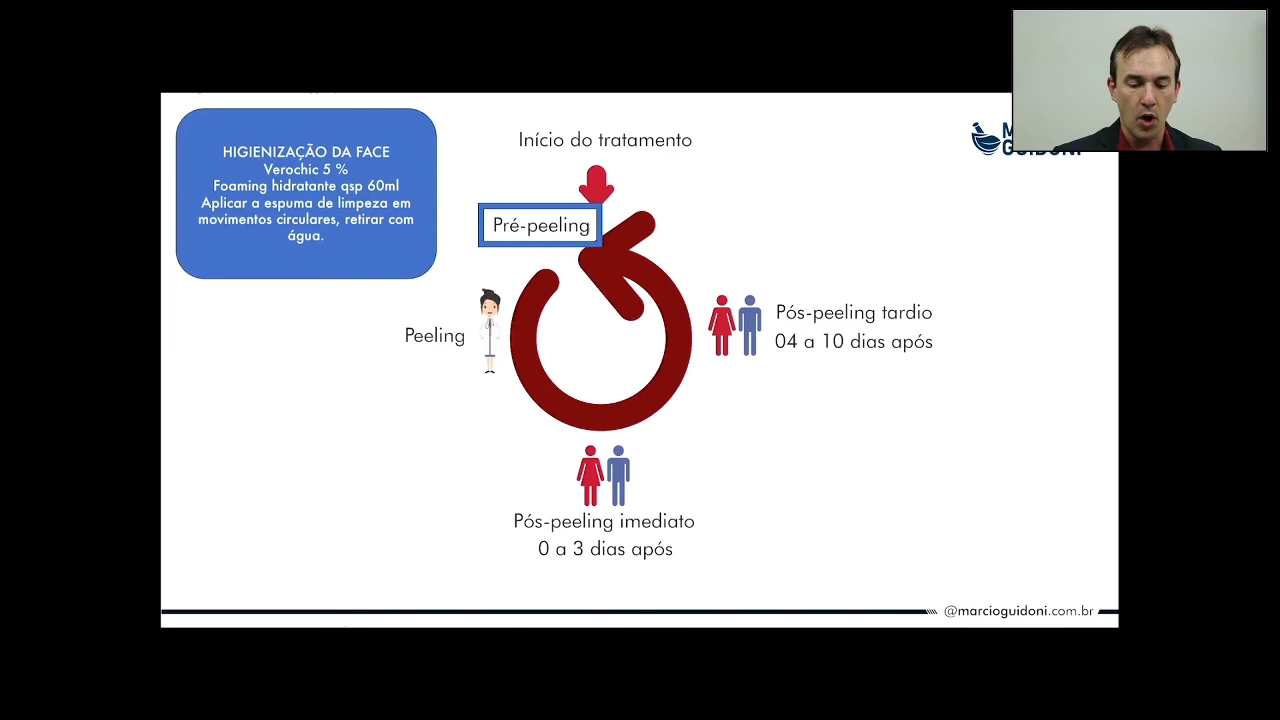 HIGIENIZAÇÃO DA FACE
Verochic 5 %
Foaming hidratante qsp 60ml
Aplicar a espuma de limpeza em
movimentos circulares, retirar com
água.
Início do tratamento
Pré-peeling
Peeling
Pós-peeling tardio
04 a 10 dias após
Pós-peeling imediato
0 a 3 dias após
GUIDONI
@marcioguidoni.com.br